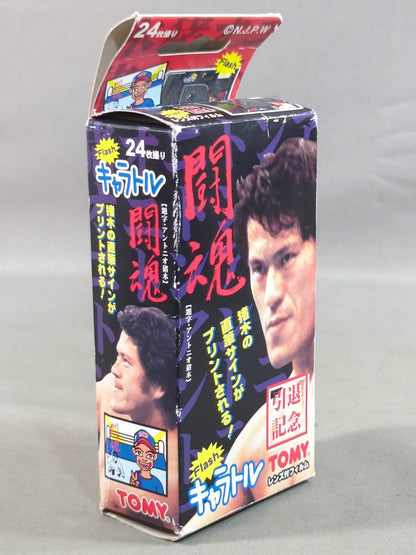 24枚撮り
©N.J.P.W
Flash
Flash
24枚撮り
キャラトル
闘魂
【題字・アントニオ猪木】
猪木の
直筆サインが
プリントされる!
TOMY
闘魂
【題字・アントニオ猪木】
猪木の
直筆サインが
プリントされる!
引退
記念
Flash
キャラトル
TOMY
レンズ付フィルム